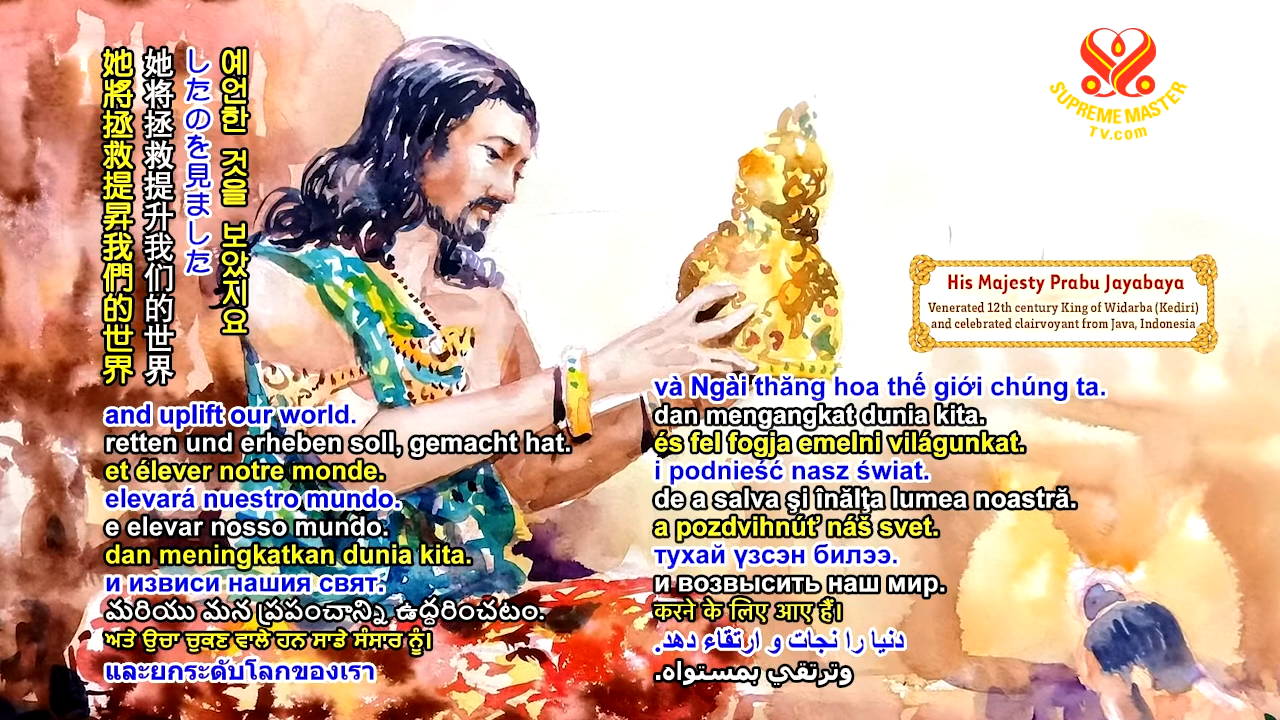 她將拯救提昇我們的世界
她将拯救提升我们的世界
したのを見ました
예언한 것을 보았지요
and uplift our world.
retten und erheben soll, gemacht hat.
et élever notre monde.
elevará nuestro mundo.
e elevar nosso mundo.
dan meningkatkan dunia kita.
и извиси нашия свят.
మరియు మన ప్రపంచాన్ని ఉద్ధరించటం.
ਅਤੇ ਉਚਾ ਚੁਕਣ ਵਾਲੇ ਹਨ ਸਾਡੇ ਸੰਸਾਰ ਨੂੰ।
และยกระดับโลกของเรา
và Ngài thăng hoa thế giới chúng ta.
dan mengangkat dunia kita.
és fel fogja emelni világunkat.
i podnieść nasz świat.
de a salva şi înălţa lumea noastră.
a pozdvihnúť náš svet.
тухай үзсэн билээ.
и возвысить наш мир.
करने के लिए आए हैं।
دنیا را نجات و ارتقاء دهد.
وترتقي بمستواه.
SUPREME MASTER
TV.com
His Majesty Prabu Jayabaya
Venerated 12th century King of Widarba (Kediri)
and celebrated clairvoyant from Java, Indonesia